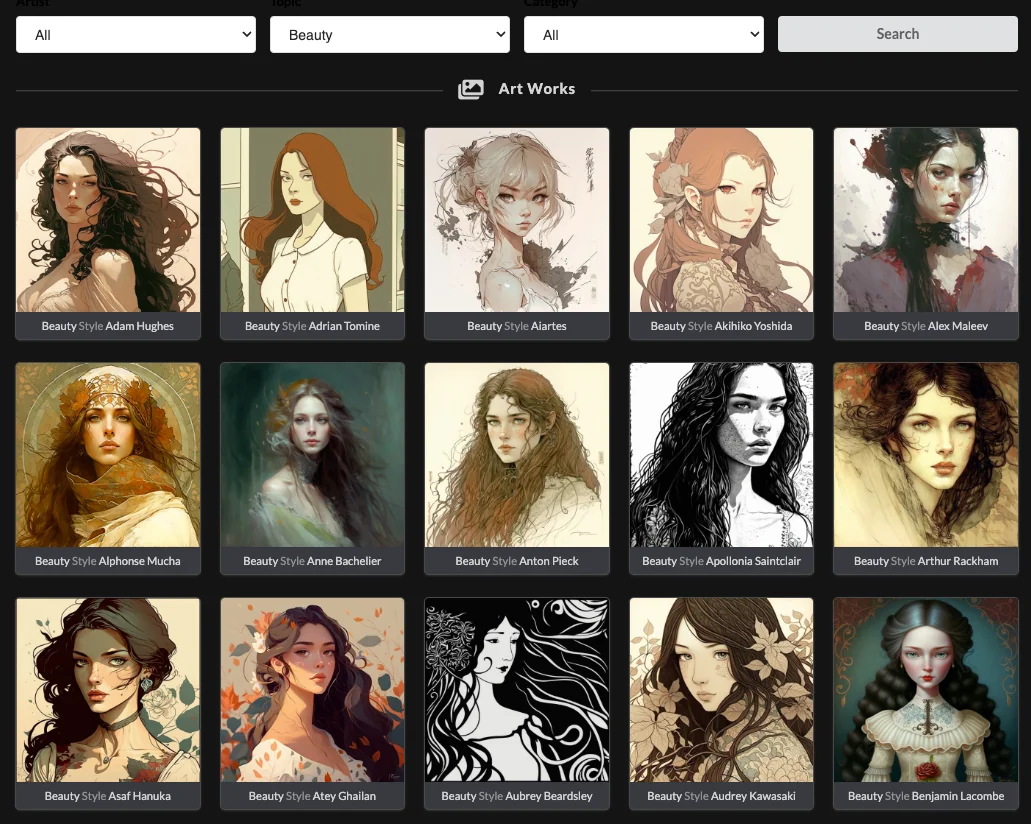 Artist Topic Category
All Beauty All Search
Art Works
Beauty Style Adam Hughes
Beauty Style Adrian Tomine
Beauty Style Aiartes
Beauty Style Akihiko Yoshida
Beauty Style Alex Maleev
Beauty Style Alphonse Mucha
Beauty Style Anne Bachelier
Beauty Style Anton Pieck
Beauty Style Apollonia Saintclair
Beauty Style Arthur Rackham
Beauty Style Asaf Hanuka
Beauty Style Atey Ghailan
Beauty Style Aubrey Beardsley
Beauty Style Audrey Kawasaki
Beauty Style Benjamin Lacombe